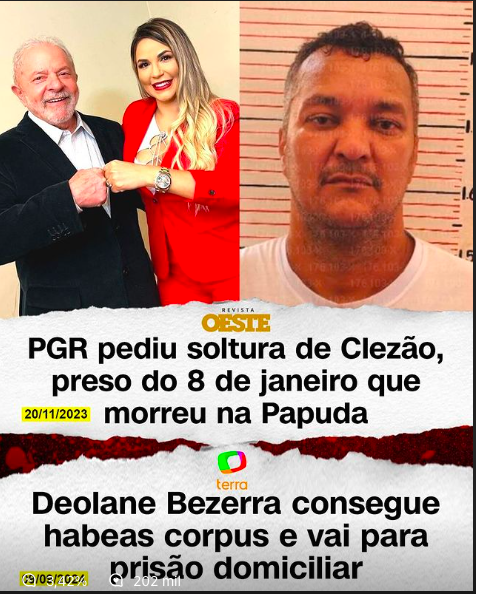 REVISTA
OESTE
PGR pediu soltura de Clezão,
preso do 8 de janeiro que
20/11/2023 morreu na Papuda
terra
Deolane Bezerra consegue
habeas corpus e vai para
prisão domiciliar
202 mil